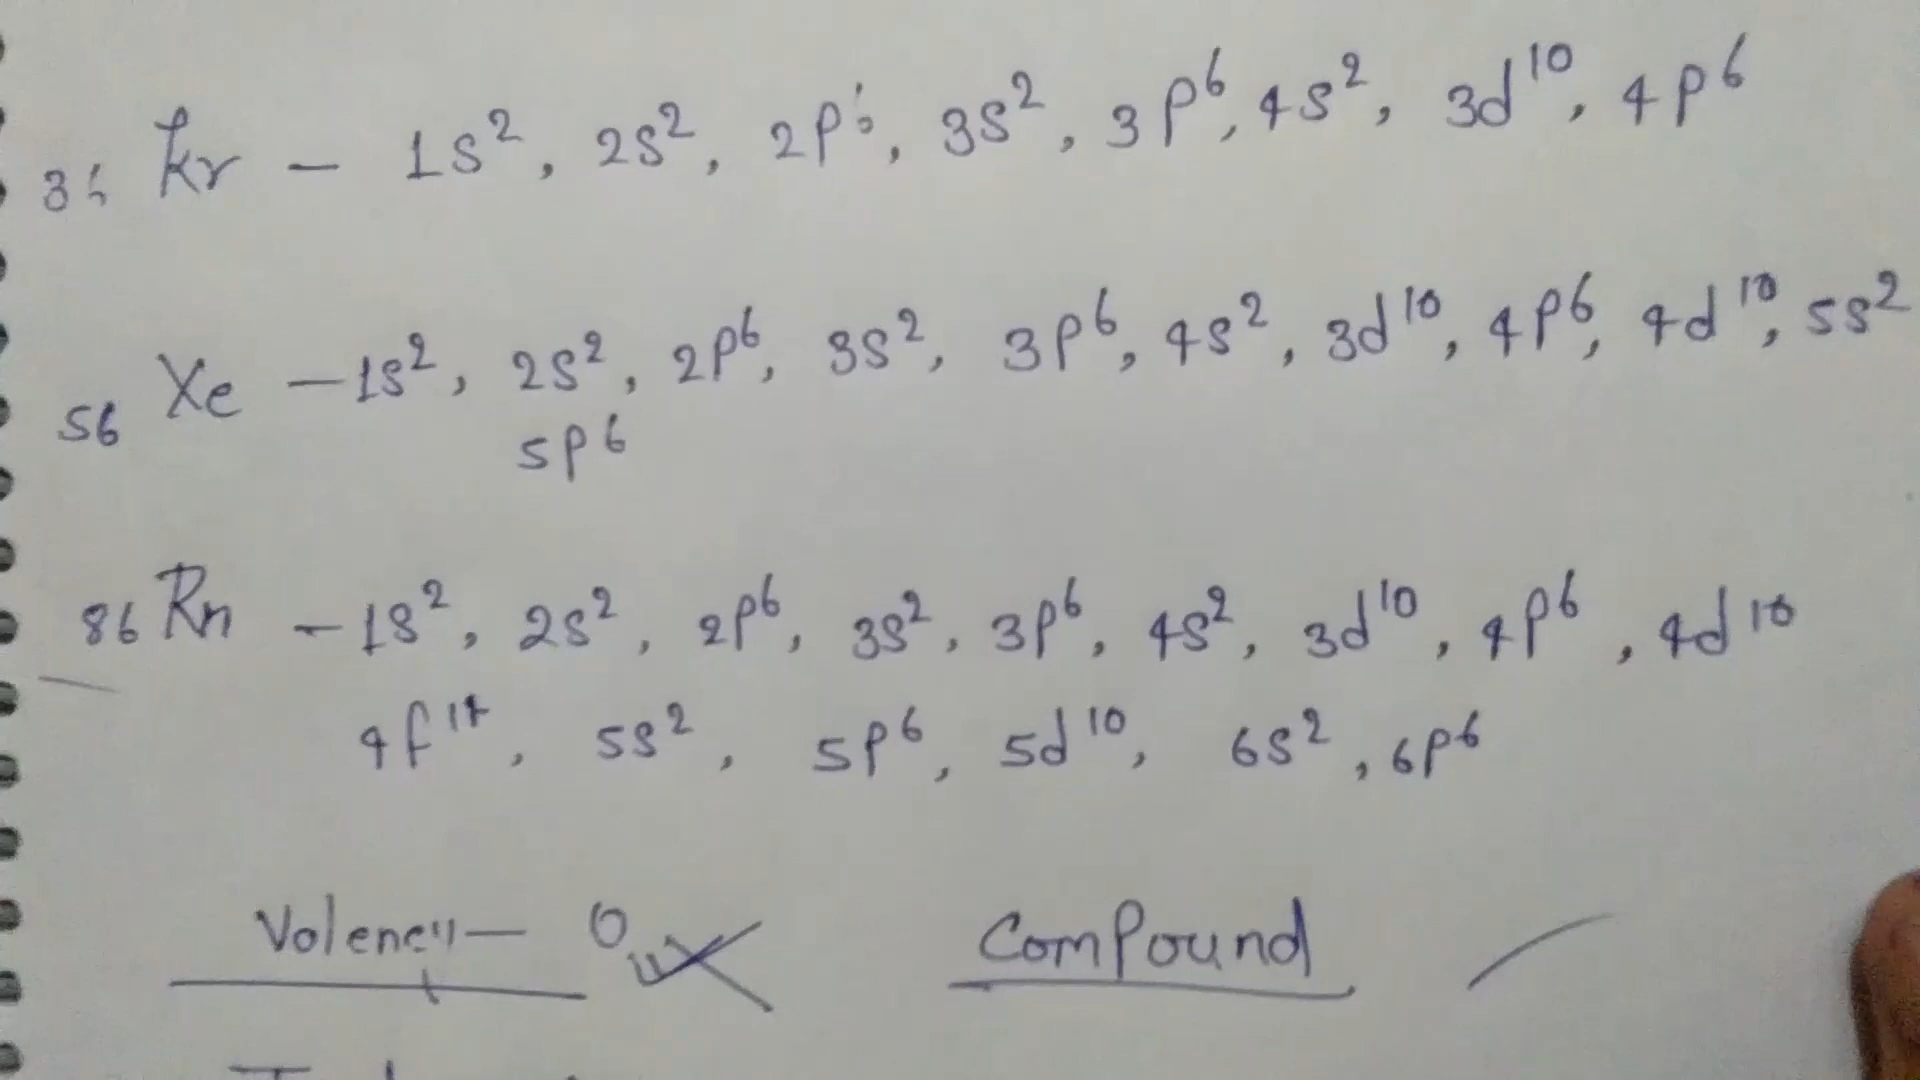 36 Kr – 1s², 2s², 2p⁶, 3s², 3p⁶, 4s², 3d¹⁰, 4p⁶
56 Xe – 1s², 2s², 2p⁶, 3s², 3p⁶, 4s², 3d¹⁰, 4p⁶, 4d¹⁰, 5s²
5p⁶
86 Rn – 1s², 2s², 2p⁶, 3s², 3p⁶, 4s², 3d¹⁰, 4p⁶, 4d¹⁰
4f¹⁴, 5s², 5p⁶, 5d¹⁰, 6s², 6p⁶
Volency – 0 Compound